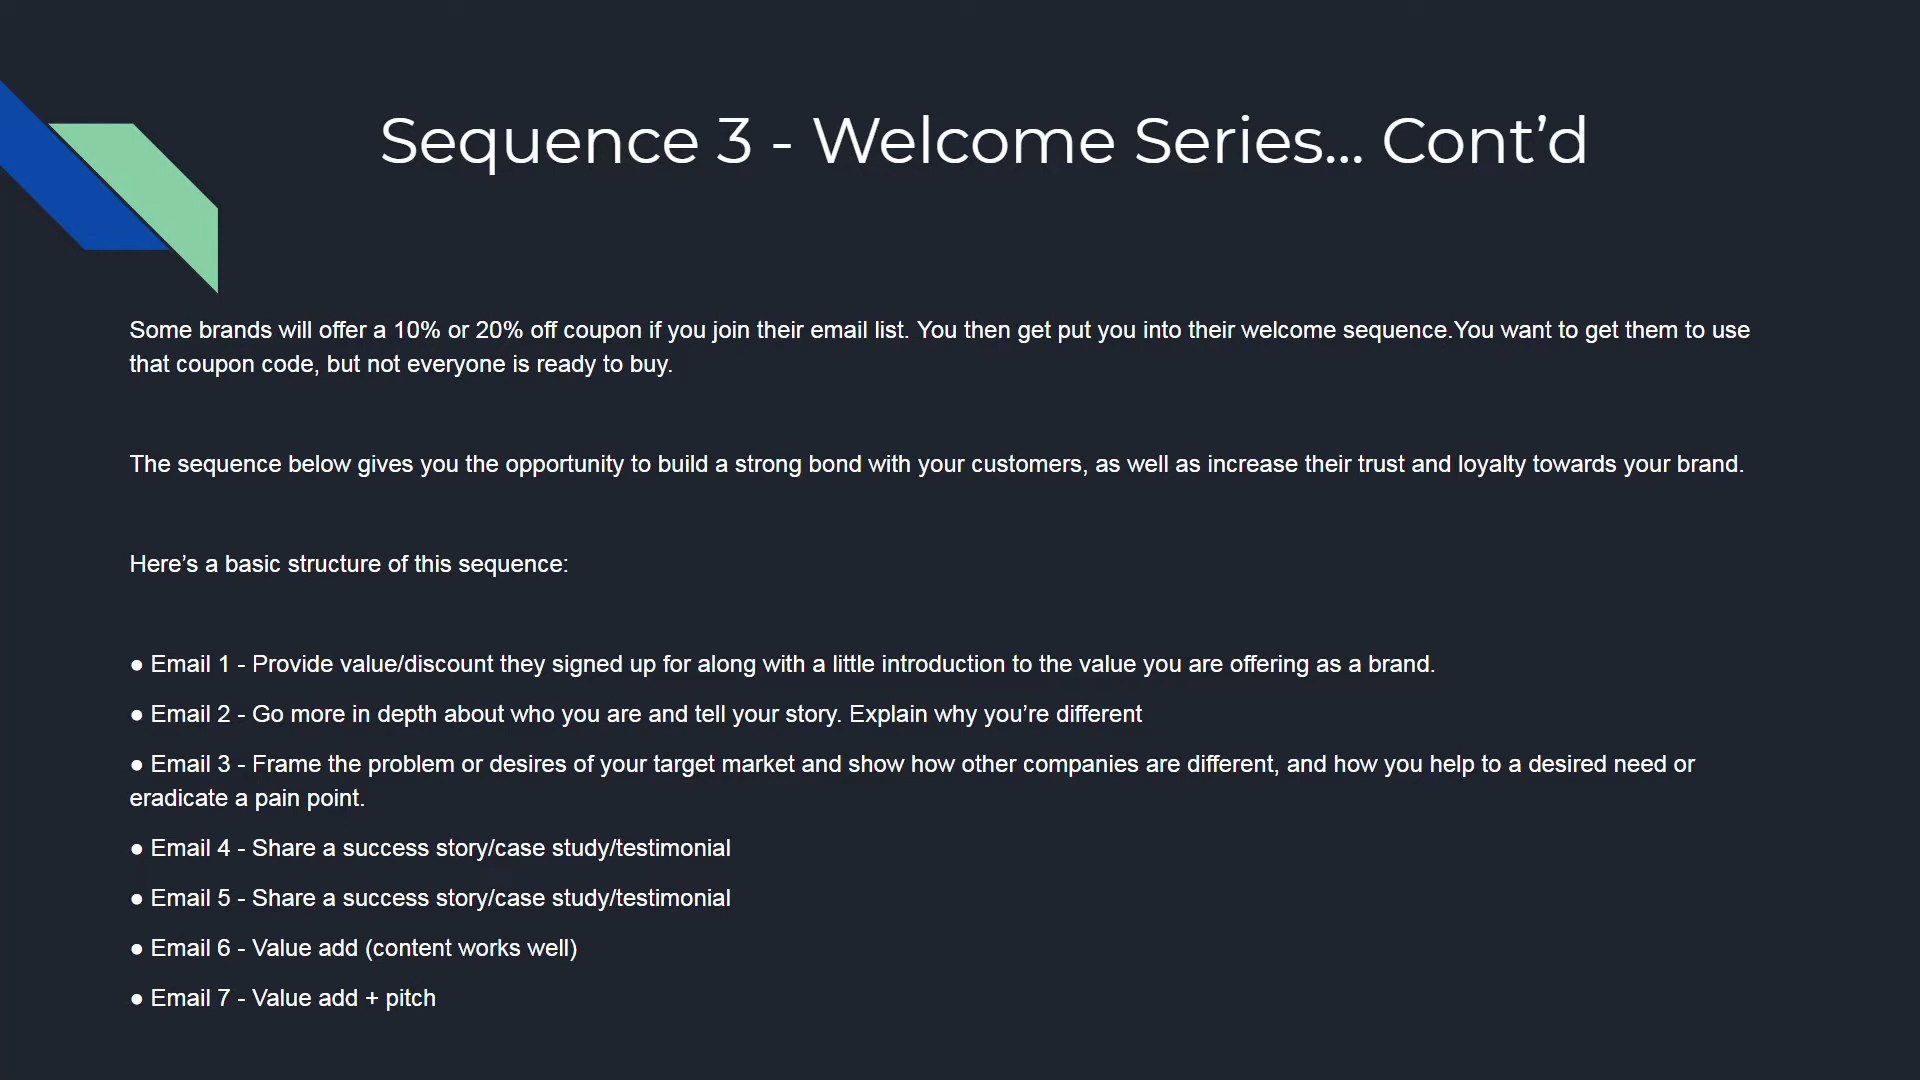 Sequence 3 - Welcome Series... Cont’d
Some brands will offer a 10% or 20% off coupon if you join their email list. You then get put you into their welcome sequence.You want to get them to use
that coupon code, but not everyone is ready to buy.
The sequence below gives you the opportunity to build a strong bond with your customers, as well as increase their trust and loyalty towards your brand.
Here’s a basic structure of this sequence:
● Email 1 - Provide value/discount they signed up for along with a little introduction to the value you are offering as a brand.
● Email 2 - Go more in depth about who you are and tell your story. Explain why you’re different
● Email 3 - Frame the problem or desires of your target market and show how other companies are different, and how you help to a desired need or
eradicate a pain point.
● Email 4 - Share a success story/case study/testimonial
● Email 5 - Share a success story/case study/testimonial
● Email 6 - Value add (content works well)
● Email 7 - Value add + pitch